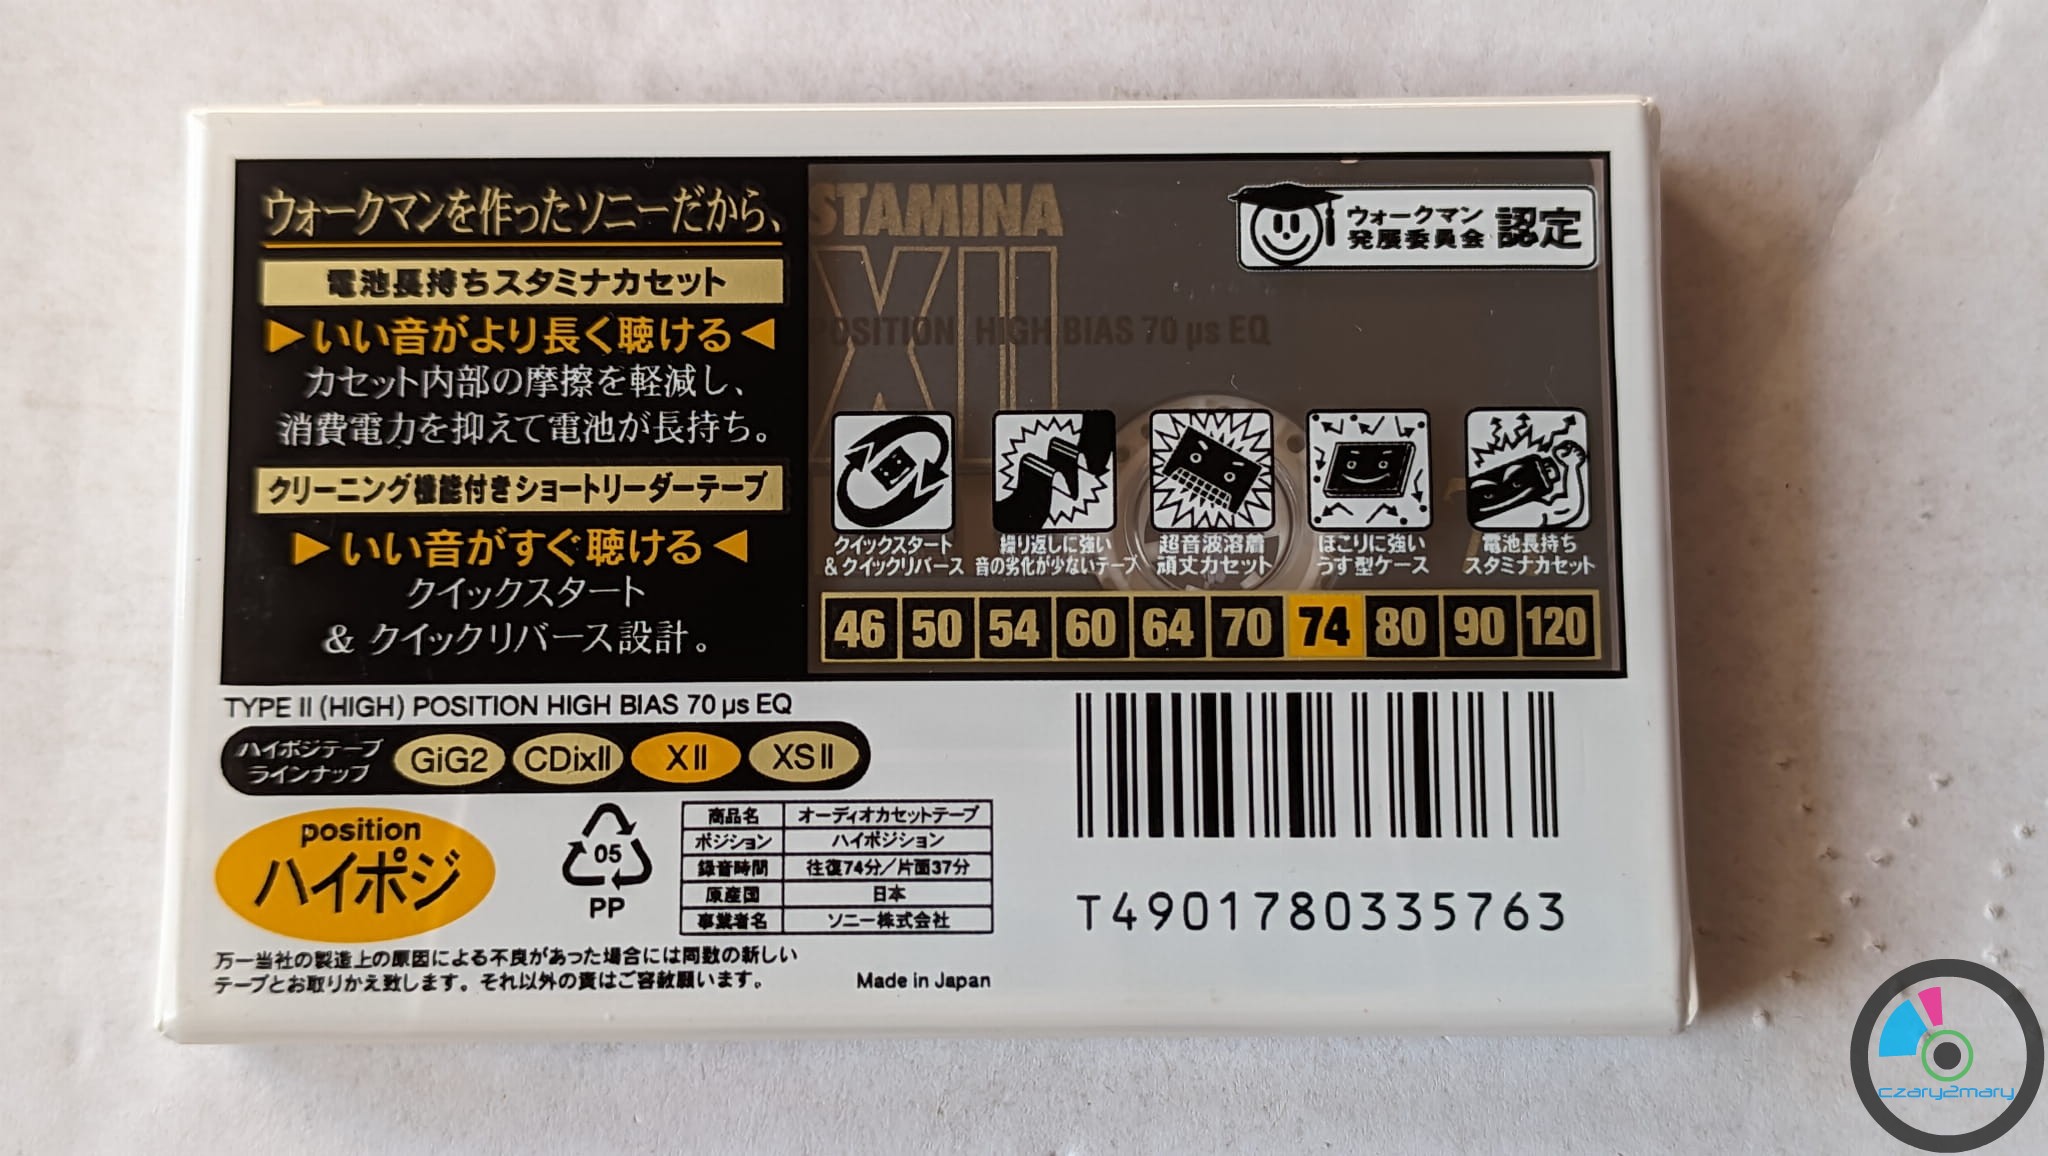 ウォークマンを作ったソニーだから、
電池長持ちスタミナカセット
▶いい音がより長く聴ける◀
カセット内部の摩擦を軽減し、
消費電力を抑えて電池が長持ち。
クリーニング機能付きショートリーダーテープ
▶いい音がすぐ聴ける◀
クイックスタート
& クイックリバース設計。
STAMINA
XII
POSITION HIGH BIAS 70 µs EQ
ウォークマン
発展委員会
認定
クイックスタート
& クイックリバース
繰り返しに強い
音の劣化が少ないテープ
超音波溶着
頑丈カセット
ほこりに強い
うす型ケース
電池長持ち
スタミナカセット
46 50 54 60 64 70 74 80 90 120
TYPE II (HIGH) POSITION HIGH BIAS 70 µs EQ
ハイポジテープ
ラインナップ
GiG2 CDixII XII XSII
position
ハイポジ
05
PP
商品名 オーディオカセットテープ
ポジション ハイポジション
録音時間 往復74分/片面37分
原産国 日本
事業者名 ソニー株式会社
万一当社の製造上の原因による不良があった場合には同数の新しい
テープとお取りかえ致します。それ以外の責はご容赦願います。
Made in Japan
T4901780335763
czary2mary